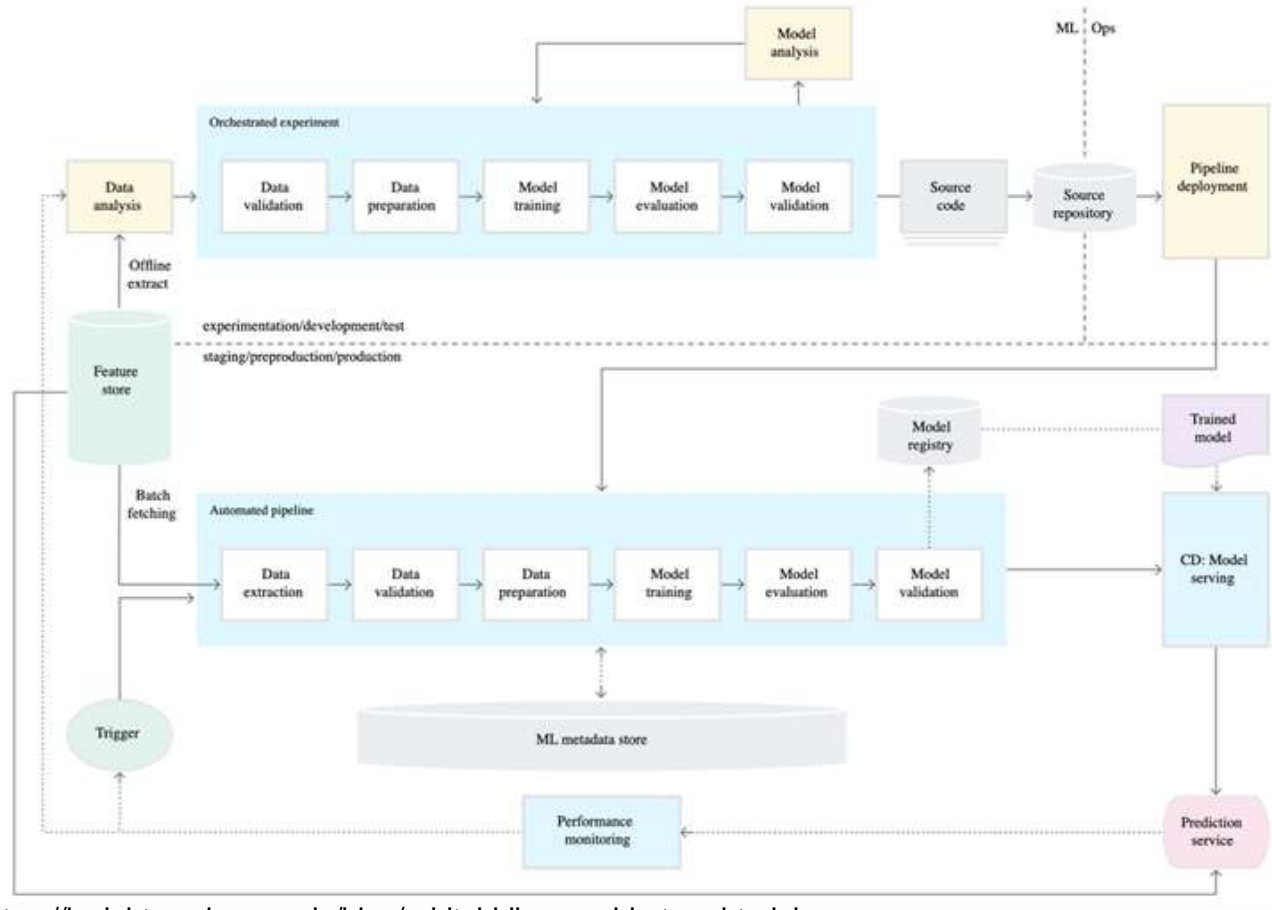 Model
analysis
ML
Ops
Orchestrated experiment
Data
analysis
Data
validation
Data
preparation
Model
training
Model
evaluation
Model
validation
Source
code
Source
repository
Pipeline
deployment
Offline
extract
experimentation/development/test
staging/preproduction/production
Feature
store
Batch
fetching
Model
registry
Trained
model
Automated pipeline
Data
extraction
Data
validation
Data
preparation
Model
training
Model
evaluation
Model
validation
CD: Model
serving
Trigger
ML metadata store
Performance
monitoring
Prediction
service